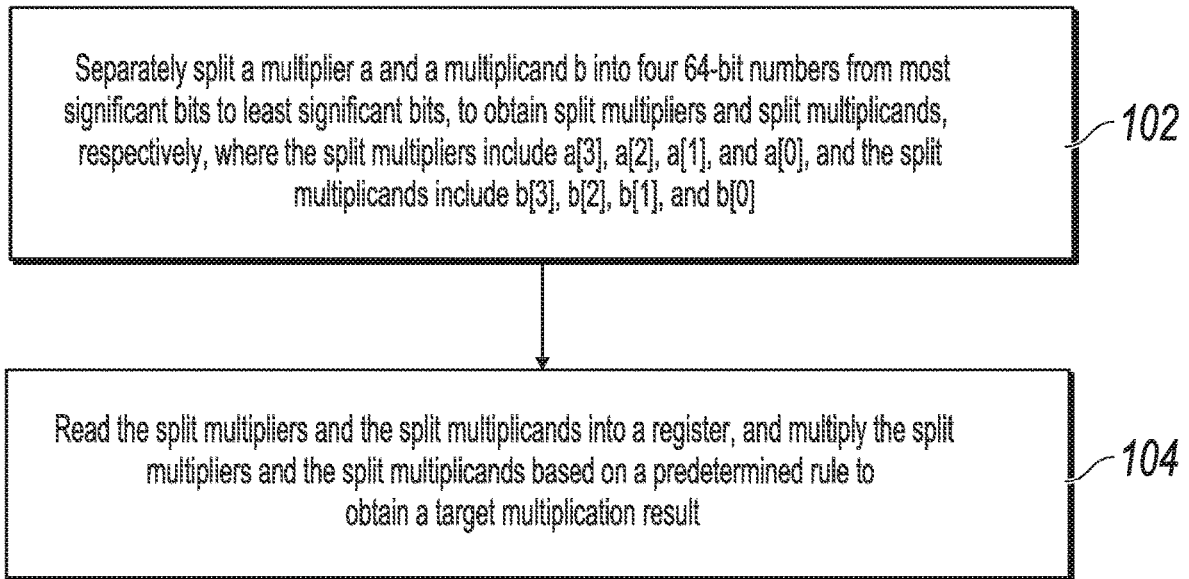 Separately split a multiplier a and a multiplicand b into four 64-bit numbers from most
significant bits to least significant bits, to obtain split multipliers and split multiplicands,
respectively, where the split multipliers include a[3], a[2], a[1], and a[0], and the split
multiplicands include b[3], b[2], b[1], and b[0]
102
Read the split multipliers and the split multiplicands into a register, and multiply the split
multipliers and the split multiplicands based on a predetermined rule to
obtain a target multiplication result
104